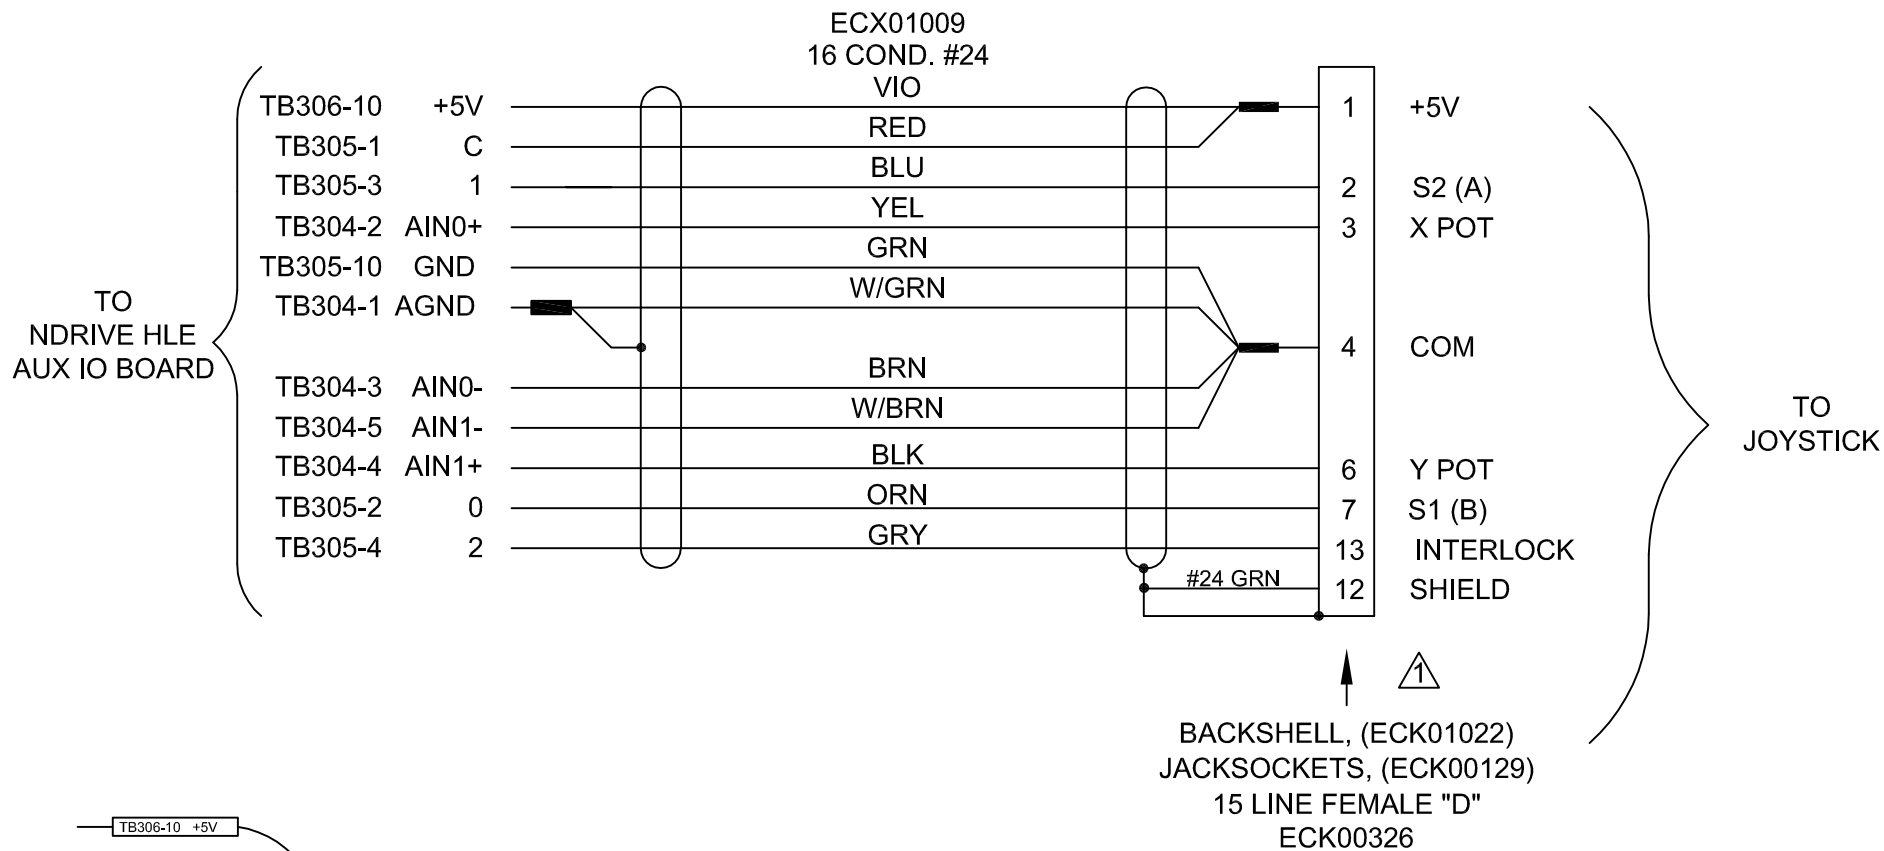 ECX01009
16 COND. #24
TB306-10 +5V VIO 1 +5V
TB305-1 C RED
TB305-3 1 BLU 2 S2 (A)
TB304-2 AIN0+ YEL 3 X POT
TB305-10 GND GRN
TB304-1 AGND W/GRN
4 COM
TB304-3 AIN0- BRN
TB304-5 AIN1- W/BRN
TB304-4 AIN1+ BLK 6 Y POT
TB305-2 0 ORN 7 S1 (B)
TB305-4 2 GRY 13 INTERLOCK
#24 GRN 12 SHIELD
TO
NDRIVE HLE
AUX IO BOARD
TO
JOYSTICK
1
BACKSHELL, (ECK01022)
JACKSOCKETS, (ECK00129)
15 LINE FEMALE "D"
ECK00326
TB306-10 +5V